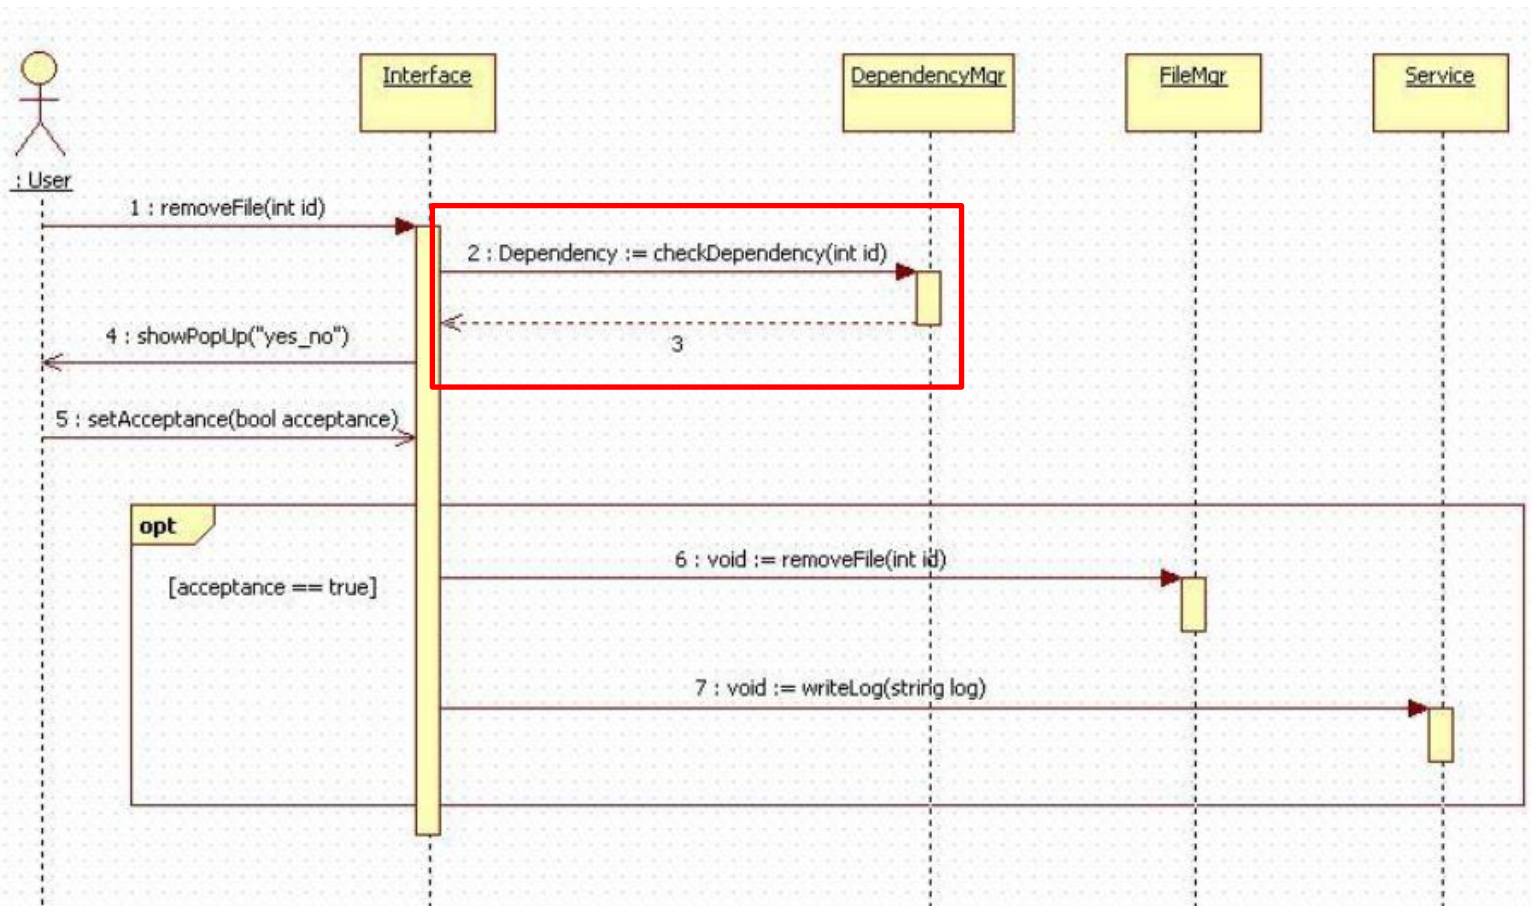 Interface
DependencyMgr
FileMgr
Service
: User
1 : removeFile(int id)
2 : Dependency := checkDependency(int id)
3
4 : showPopUp("yes_no")
5 : setAcceptance(bool acceptance)
opt
[acceptance == true]
6 : void := removeFile(int id)
7 : void := writeLog(string log)